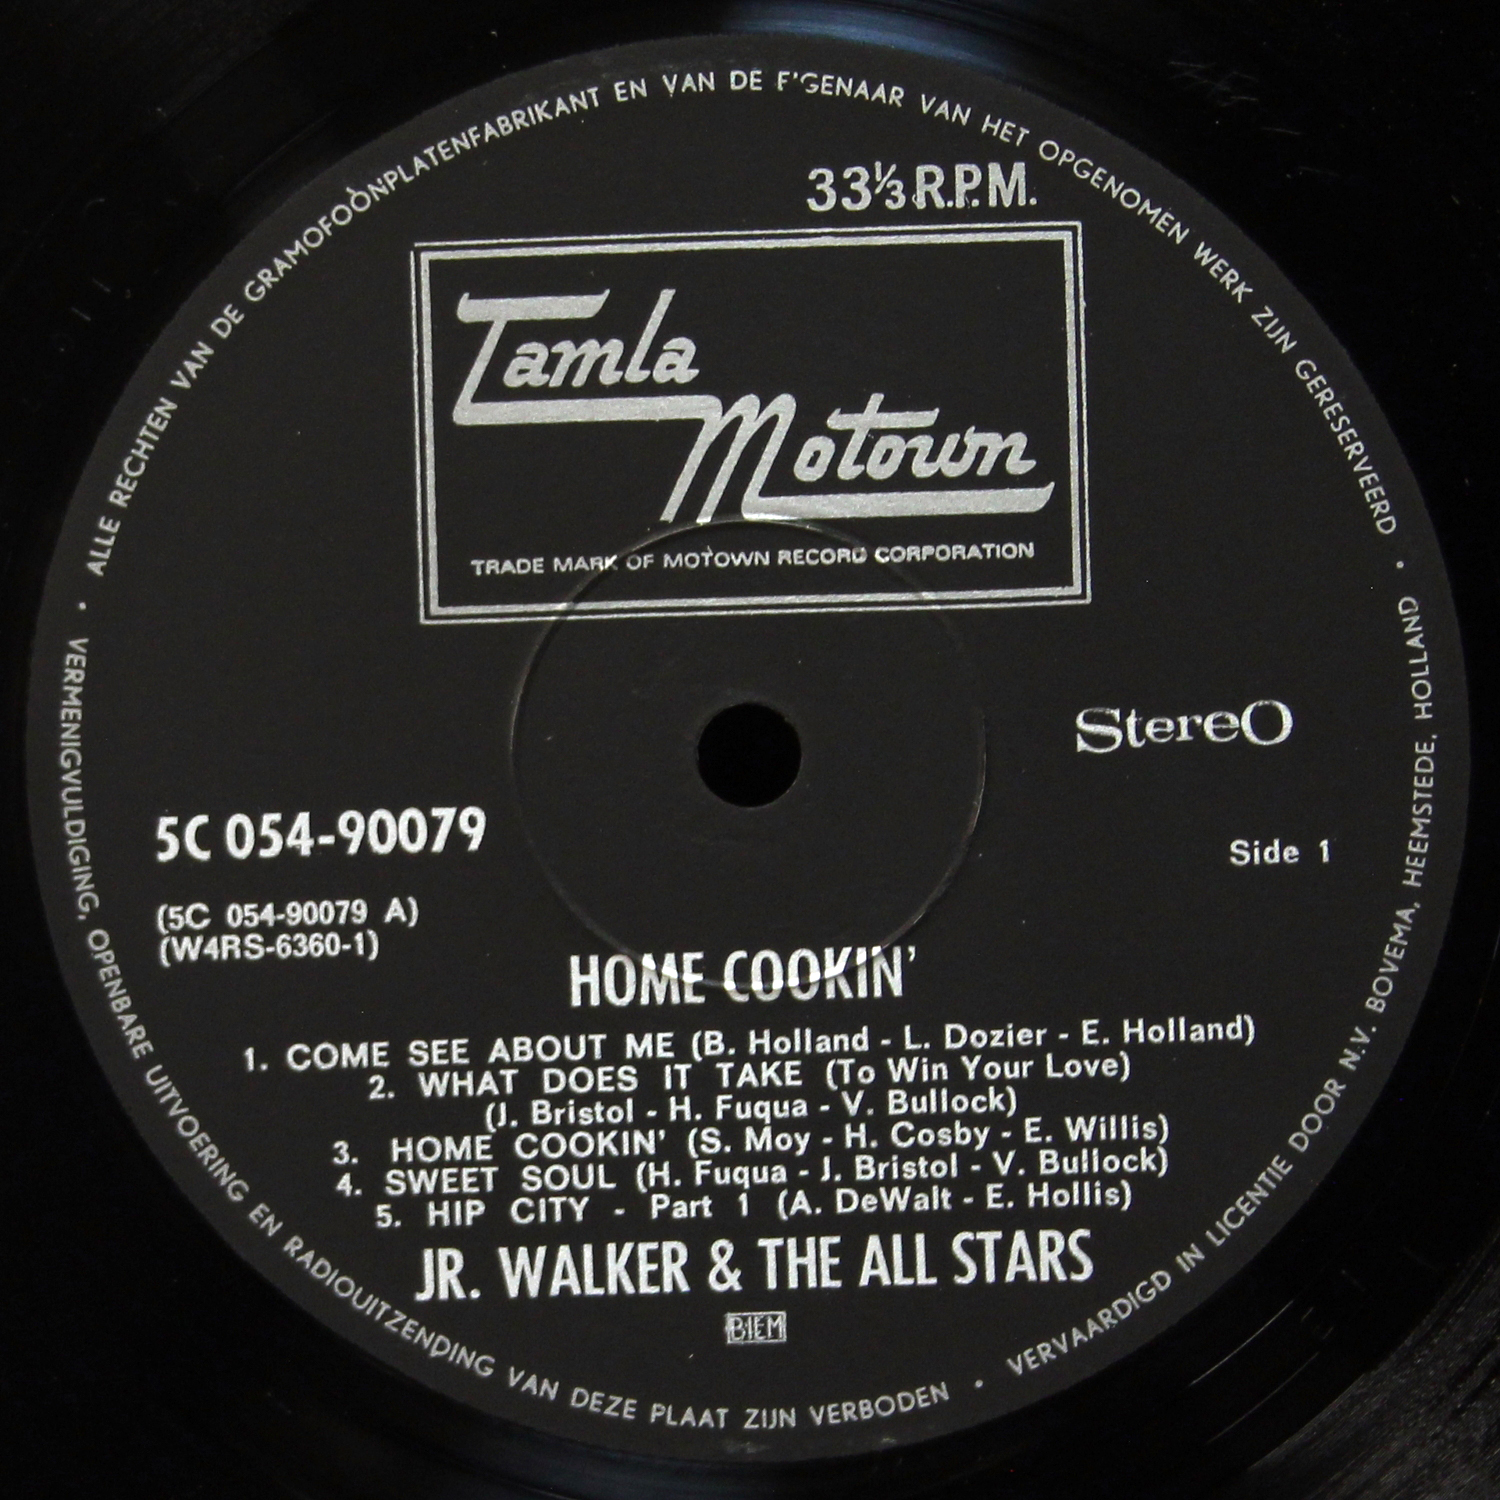 • ALLE RECHTEN VAN DE GRAMOFOONPLATENFABRIKANT EN VAN DE E'GENAAR VAN HET OPGENOMEN WERK ZIJN GERESERVEERD •
33⅓ R.P.M.
Tamla
Motown
TRADE MARK OF MOTOWN RECORD CORPORATION
Stereo
5C 054-90079
Side 1
(5C 054-90079 A)
(W4RS-6360-1)
HOME COOKIN'
1. COME SEE ABOUT ME (B. Holland - L. Dozier - E. Holland)
2. WHAT DOES IT TAKE (To Win Your Love)
(J. Bristol - H. Fuqua - V. Bullock)
3. HOME COOKIN' (S. Moy - H. Cosby - E. Willis)
4. SWEET SOUL (H. Fuqua - J. Bristol - V. Bullock)
5. HIP CITY - Part 1 (A. DeWalt - E. Hollis)
JR. WALKER & THE ALL STARS
BIEM
VERMENIGVULDIGING, OPENBARE UITVOERING EN RADIOUITZENDING VAN DEZE PLAAT ZIJN VERBODEN • VERVAARDIGD IN LICENTIE DOOR N.V. BOVEMA, HEEMSTEDE, HOLLAND